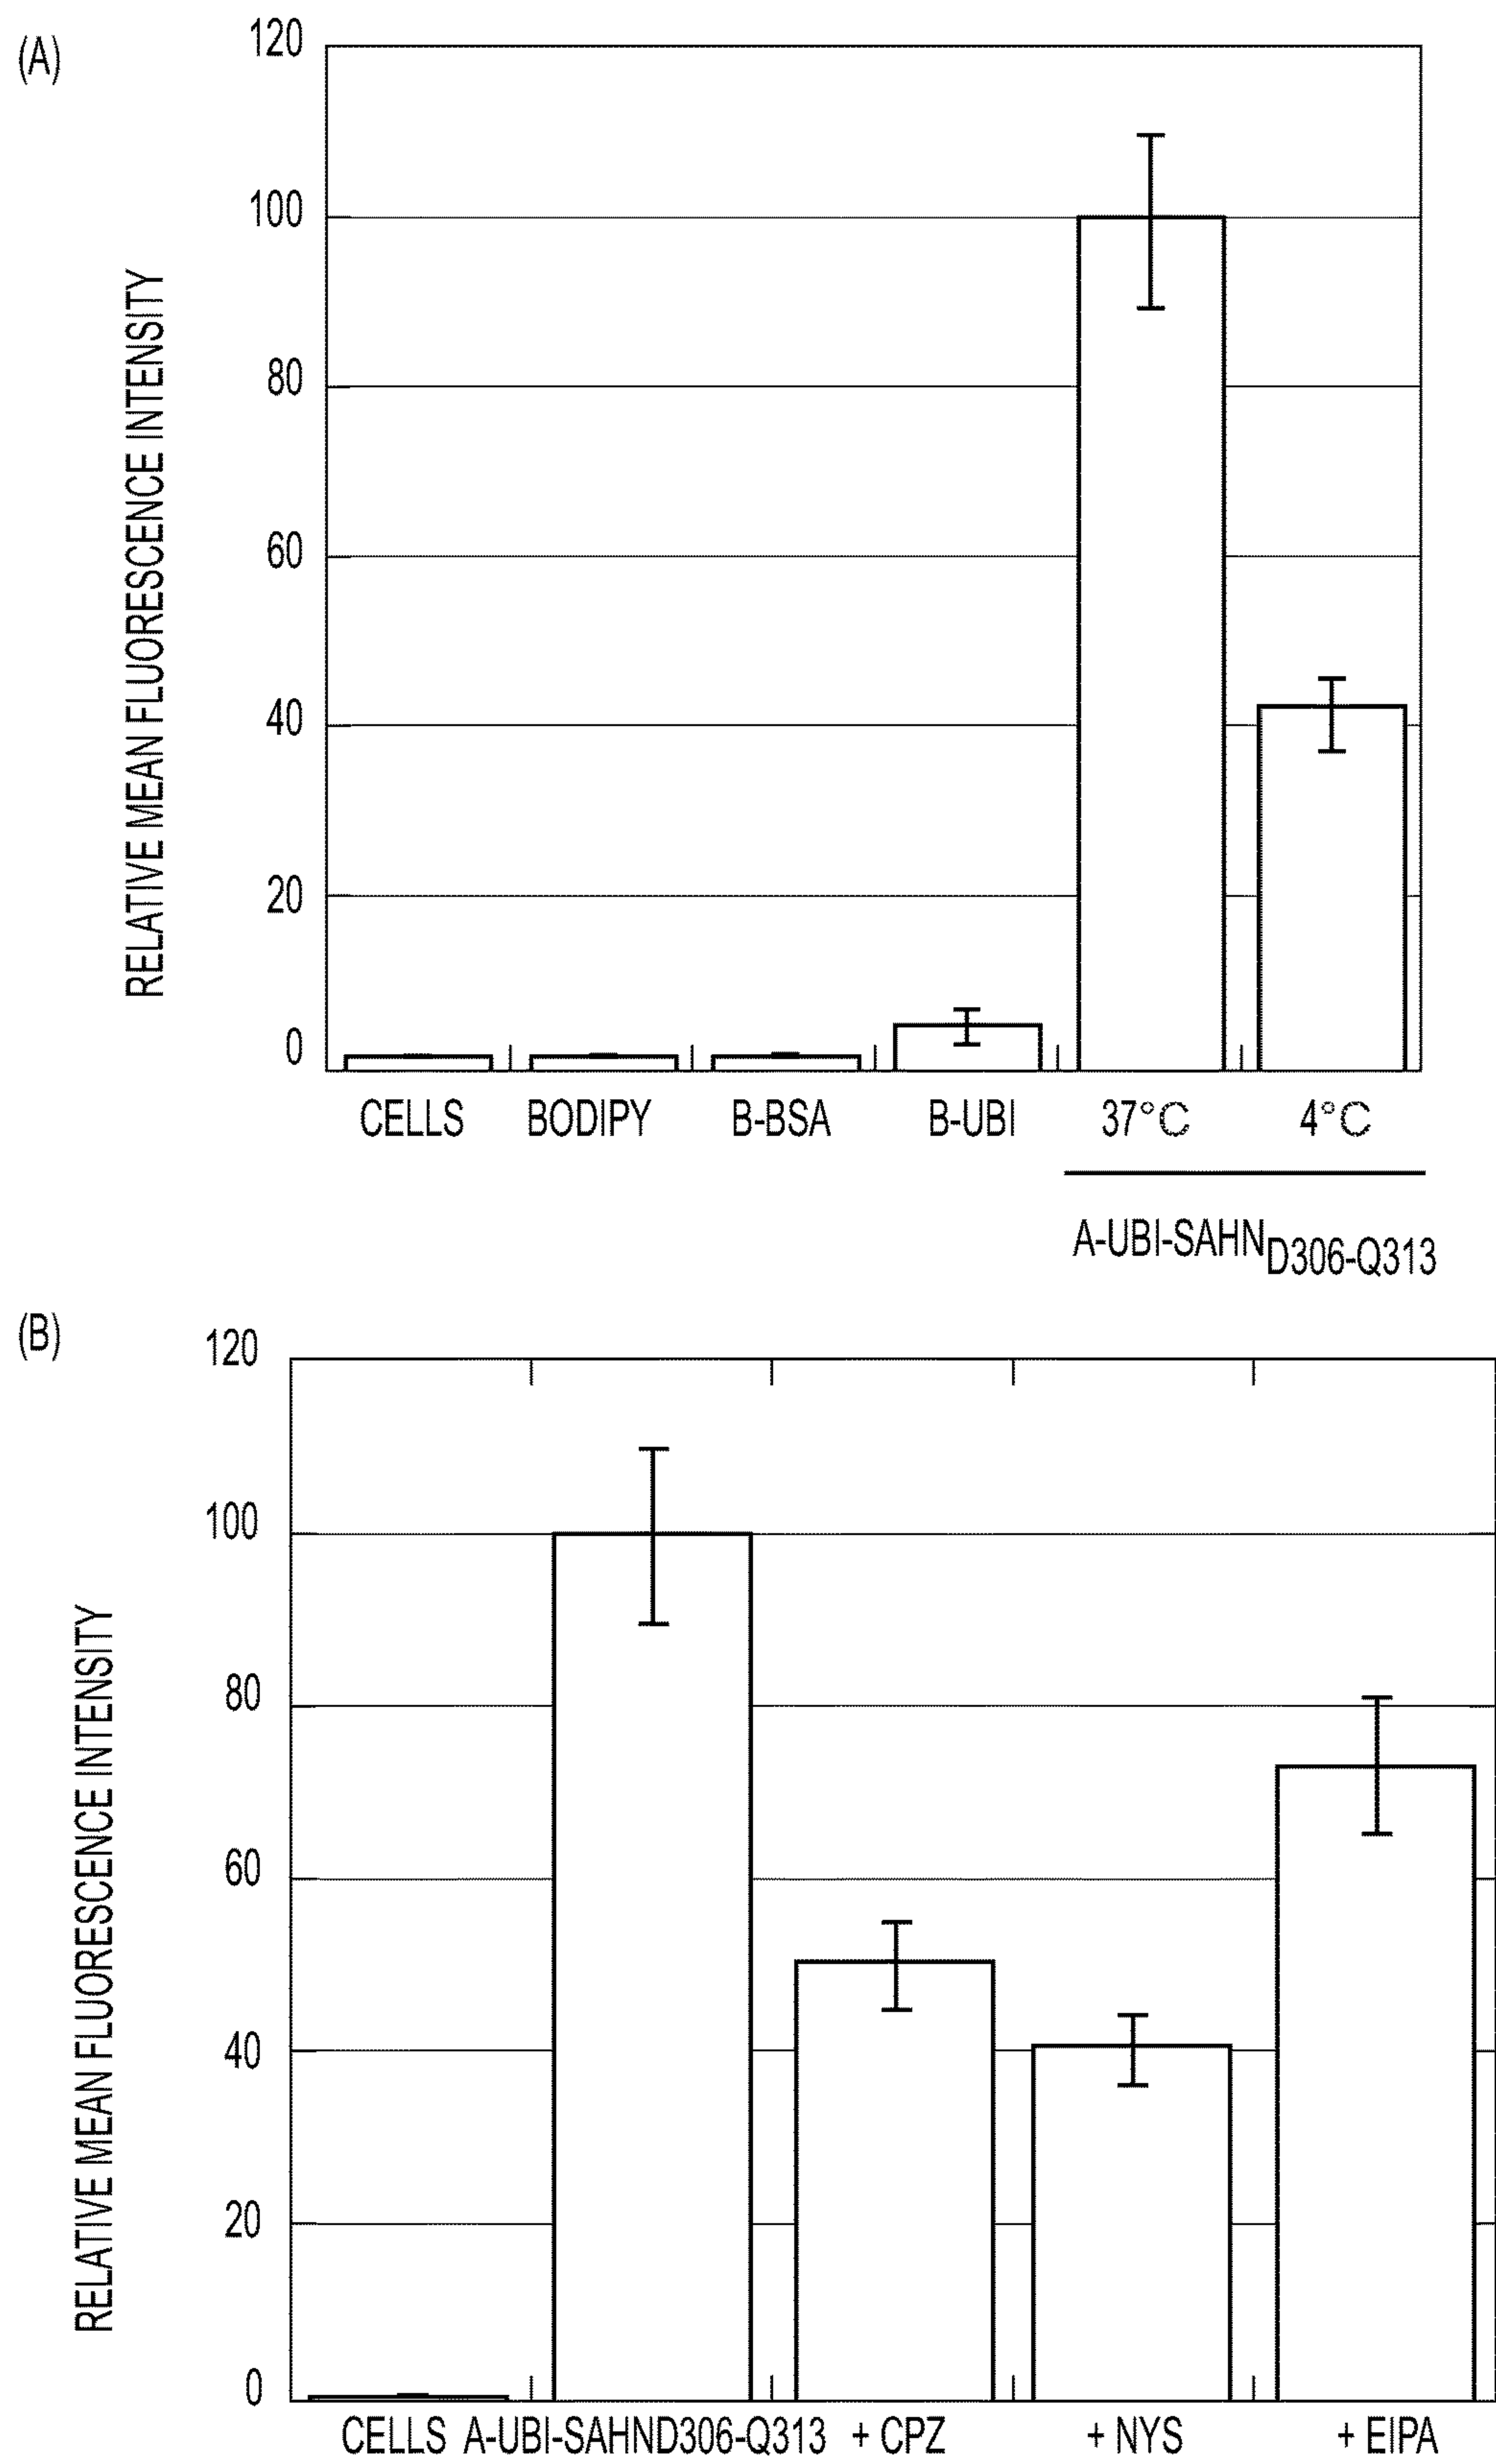 (A)
RELATIVE MEAN FLUORESCENCE INTENSITY
120
100
80
60
40
20
0
CELLS BODIPY B-BSA B-UBI 37°C 4°C
A-UBI-SAHND306-Q313
(B)
RELATIVE MEAN FLUORESCENCE INTENSITY
120
100
80
60
40
20
0
CELLS A-UBI-SAHND306-Q313 + CPZ + NYS + EIPA